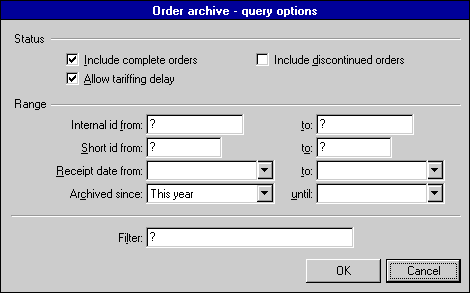 Order archive - query options
Status
Include complete orders Include discontinued orders
Allow tariffing delay
Range
Internal id from: ? to: ?
Short id from: ? to: ?
Receipt date from: to:
Archived since: This year until:
Filter: ?
OK Cancel